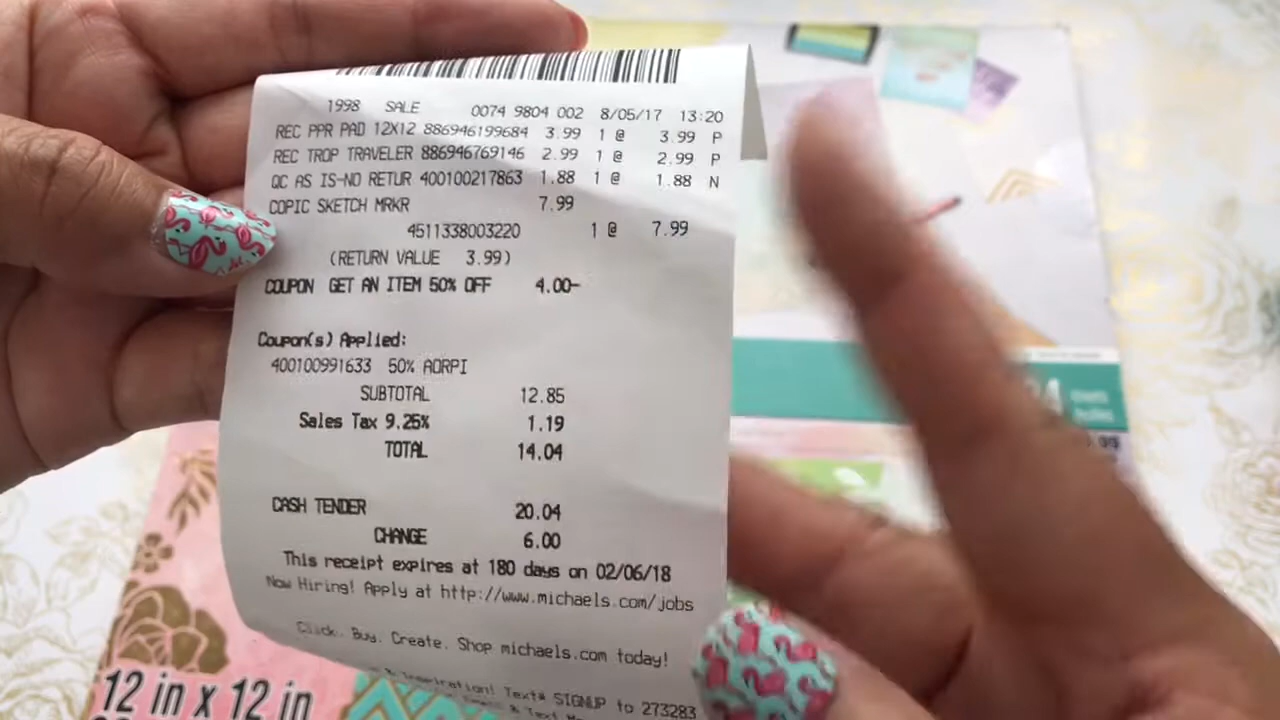 1998 SALE 0074 9804 002 8/05/17 13:20
REC PPR PAD 12X12 886946199684 3.99 1 @ 3.99 P
REC TROP TRAVELER 886946769146 2.99 1 @ 2.99 P
QC AS IS-NO RETUR 400100217863 1.88 1 @ 1.88 N
COPIC SKETCH MRKR 7.99
4511338003220 1 @ 7.99
(RETURN VALUE 3.99)
COUPON GET AN ITEM 50% OFF 4.00-
Coupon(s) Applied:
400100991633 50% AORPI
SUBTOTAL 12.85
Sales Tax 9.25% 1.19
TOTAL 14.04
CASH TENDER 20.04
CHANGE 6.00
This receipt expires at 180 days on 02/06/18
Now Hiring! Apply at http://www.michaels.com/jobs
Click. Buy. Create. Shop michaels.com today!
& Inspiration! Text* SIGNUP to 273283
& Text
12 in x 12 in